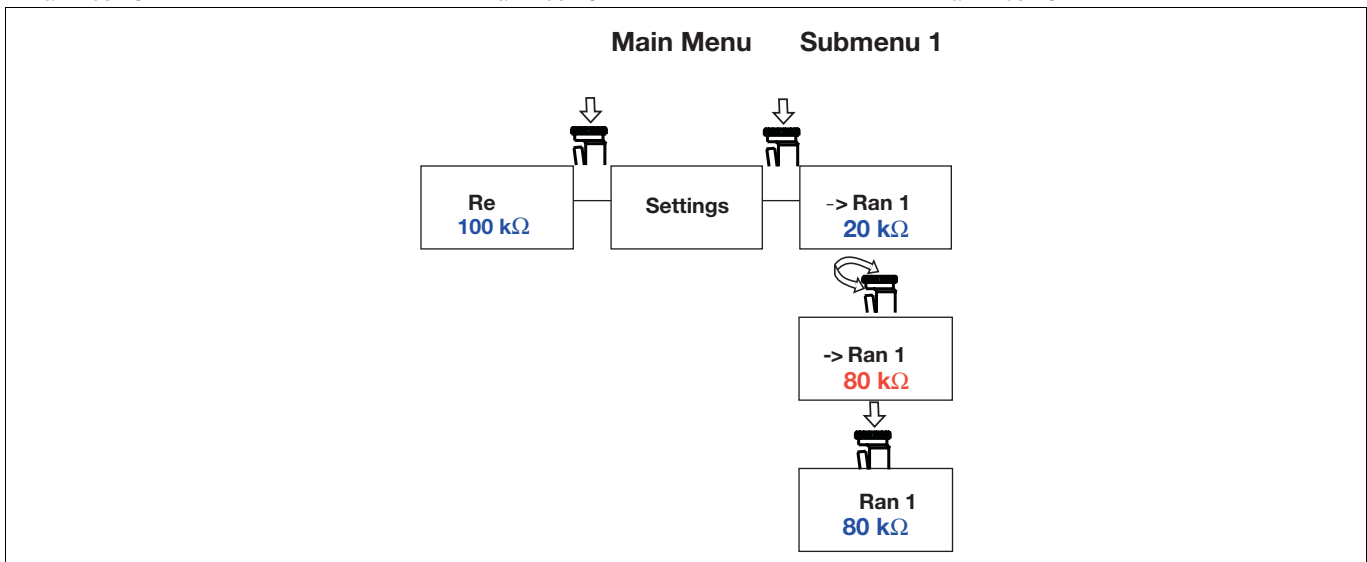 Main Menu Submenu 1
Re
100 kΩ
Settings
-> Ran 1
20 kΩ
-> Ran 1
80 kΩ
Ran 1
80 kΩ